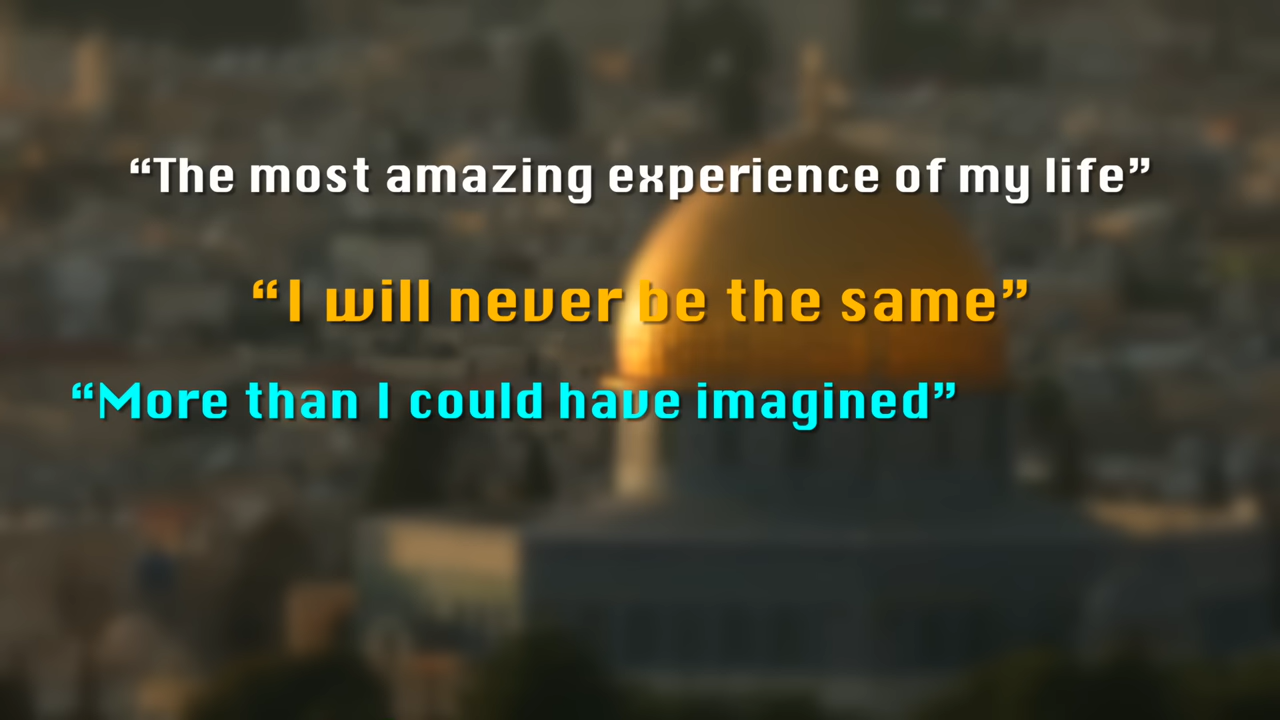 “The most amazing experience of my life”
“I will never be the same”
“More than I could have imagined”